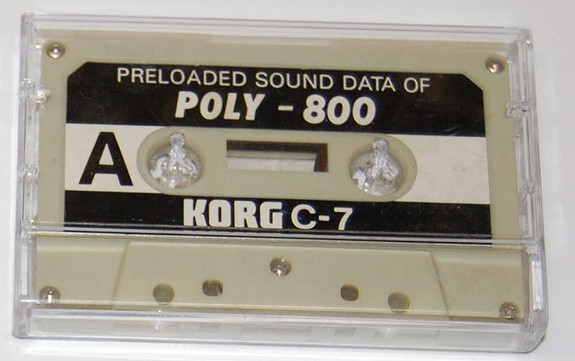 PRELOADED SOUND DATA OF
POLY - 800
A
KORG C-7